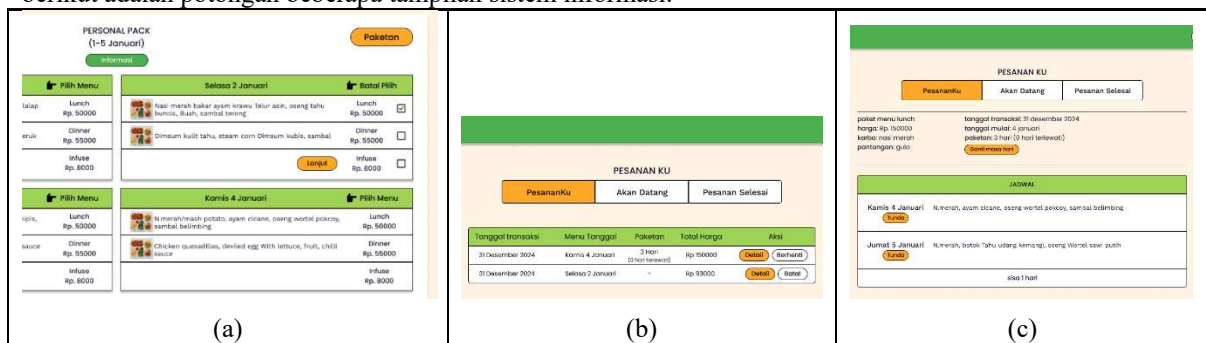 berikut adalah potongan beberapa tampilan sistem informasi:
PERSONAL PACK
(1-5 Januari)
Paketan
Informasi
Pilih Menu
Lunch
Rp. 50000
Dinner
Rp. 55000
Infuse
Rp. 8000
Selasa 2 Januari
Batal Pilih
Nasi merah bakar ayam krawu Telur asin, oseng tahu
buncis, Buah, sambal terong
Lunch
Rp. 50000
Dimsum kulit tahu, steam corn Dimsum kubis, sambal
Dinner
Rp. 55000
Lanjut
Infuse
Rp. 8000
Pilih Menu
Lunch
Rp. 50000
sauce
Dinner
Rp. 55000
Infuse
Rp. 8000
Kamis 4 Januari
Pilih Menu
N.merah/mash potato, ayam cicane, oseng wortel pokcoy,
sambal belimbing
Lunch
Rp. 50000
Chicken quesadillas, deviled egg With lettuce, fruit, chilli
sauce
Dinner
Rp. 55000
Infuse
Rp. 8000
(a)
PESANAN KU
PesananKu Akan Datang Pesanan Selesai
Tanggal transaksi Menu Tanggal Paketan Total Harga Aksi
31 Desember 2024 Kamis 4 Januari 3 Hari (0 hari terlewati) Rp 150000 Detail Berhenti
31 Desember 2024 Selasa 2 Januari - Rp 93000 Detail Batal
(b)
PESANAN KU
PesananKu Akan Datang Pesanan Selesai
paket menu lunch
harga: Rp. 150000
karbo: nasi merah
pantangan: gula
tanggal transaksi: 31 desember 2024
tanggal mulai: 4 januari
paketan: 3 hari (0 hari terlewati)
Ganti masa hari
JADWAL
Kamis 4 Januari N.merah, ayam cicane, oseng wortel pokcoy, sambal belimbing
Tunda
Jumat 5 Januari N.merah, botok Tahu udang kemangi, oseng Wortel sawi putih
Tunda
sisa 1 hari
(c)